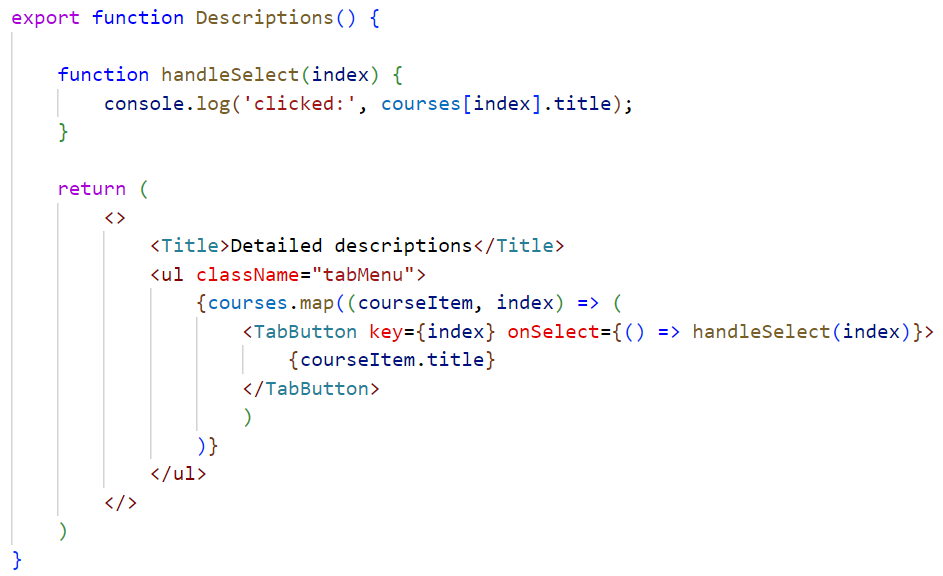 export function Descriptions() {
function handleSelect(index) {
console.log('clicked:', courses[index].title);
}
return (
<>
<Title>Detailed descriptions</Title>
<ul className="tabMenu">
{courses.map((courseItem, index) => (
<TabButton key={index} onSelect={() => handleSelect(index)}>
{courseItem.title}
</TabButton>
)
)}
</ul>
</>
)
}